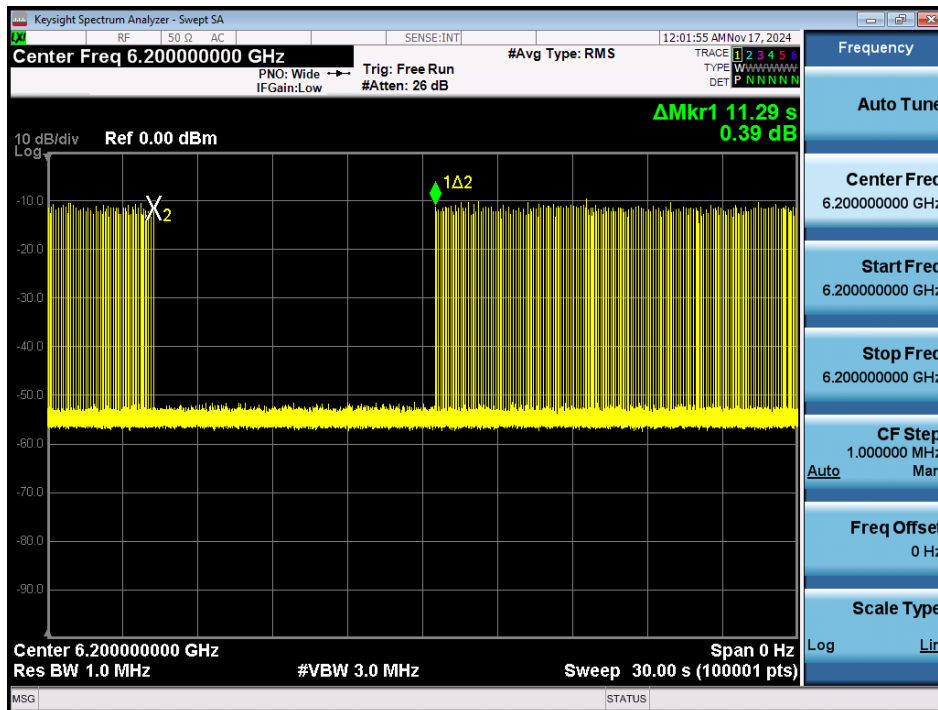 Keysight Spectrum Analyzer - Swept SA
LXI RF 50 Ω AC SENSE:INT 12:01:55 AM Nov 17, 2024
Center Freq 6.200000000 GHz
#Avg Type: RMS
TRACE 1 2 3 4 5 6
TYPE WWWWWW
DET P N N N N N
PNO: Wide
IFGain:Low
Trig: Free Run
#Atten: 26 dB
ΔMkr1 11.29 s
0.39 dB
10 dB/div Ref 0.00 dBm
Log
1Δ2
2
-10.0
-20.0
-30.0
-40.0
-50.0
-60.0
-70.0
-80.0
-90.0
Center 6.200000000 GHz Span 0 Hz
Res BW 1.0 MHz #VBW 3.0 MHz Sweep 30.00 s (100001 pts)
MSG STATUS
Frequency
Auto Tune
Center Freq
6.200000000 GHz
Start Freq
6.200000000 GHz
Stop Freq
6.200000000 GHz
CF Step
1.000000 MHz
Auto Man
Freq Offset
0 Hz
Scale Type
Log Lin